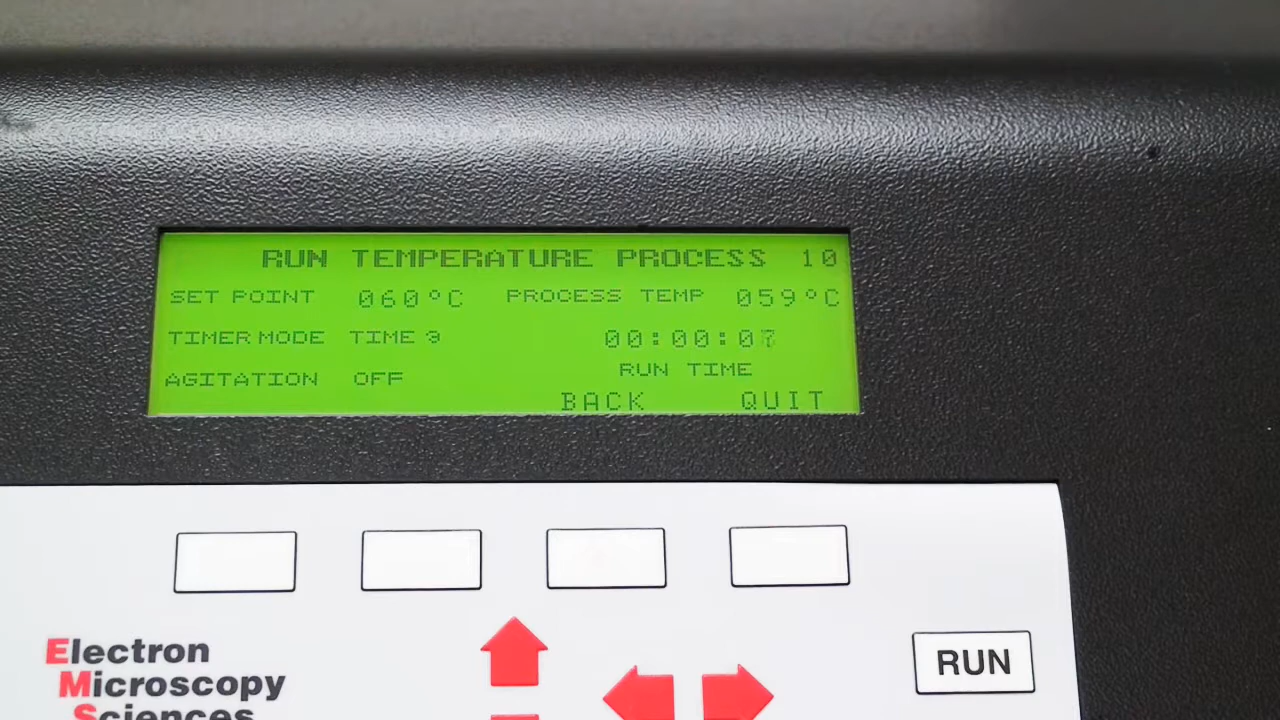 RUN TEMPERATURE PROCESS 10
SET POINT 060°C PROCESS TEMP 059°C
TIMER MODE TIME 9 00:00:07
AGITATION OFF RUN TIME
BACK QUIT
Electron
Microscopy
Sciences
RUN